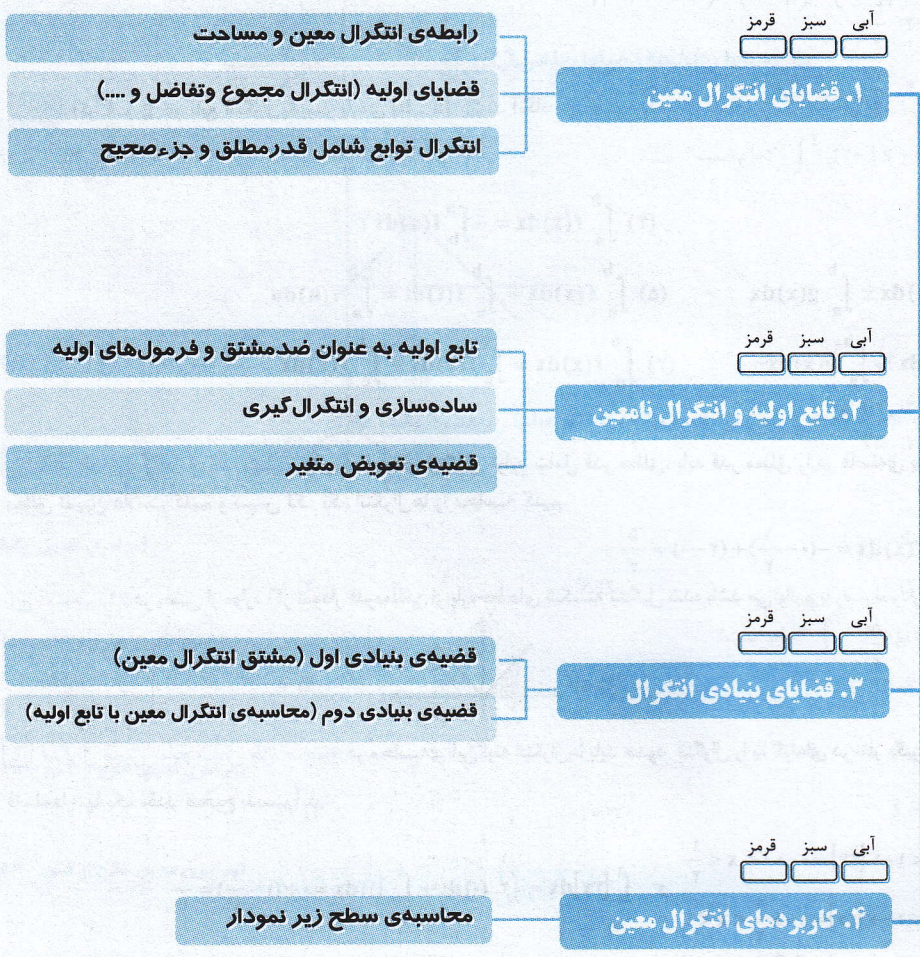 آبی سبز قرمز
۱. قضایای انتگرال معین
رابطه‌ی انتگرال معین و مساحت
قضایای اولیه (انتگرال مجموع وتفاضل و ....)
انتگرال توابع شامل قدرمطلق و جزءصحیح
آبی سبز قرمز
۲. تابع اولیه و انتگرال نامعین
تابع اولیه به عنوان ضدمشتق و فرمول‌های اولیه
ساده‌سازی و انتگرال‌گیری
قضیه‌ی تعویض متغیر
آبی سبز قرمز
۳. قضایای بنیادی انتگرال
قضیه‌ی بنیادی اول (مشتق انتگرال معین)
قضیه‌ی بنیادی دوم (محاسبه‌ی انتگرال معین با تابع اولیه)
آبی سبز قرمز
۴. کاربردهای انتگرال معین
محاسبه‌ی سطح زیر نمودار